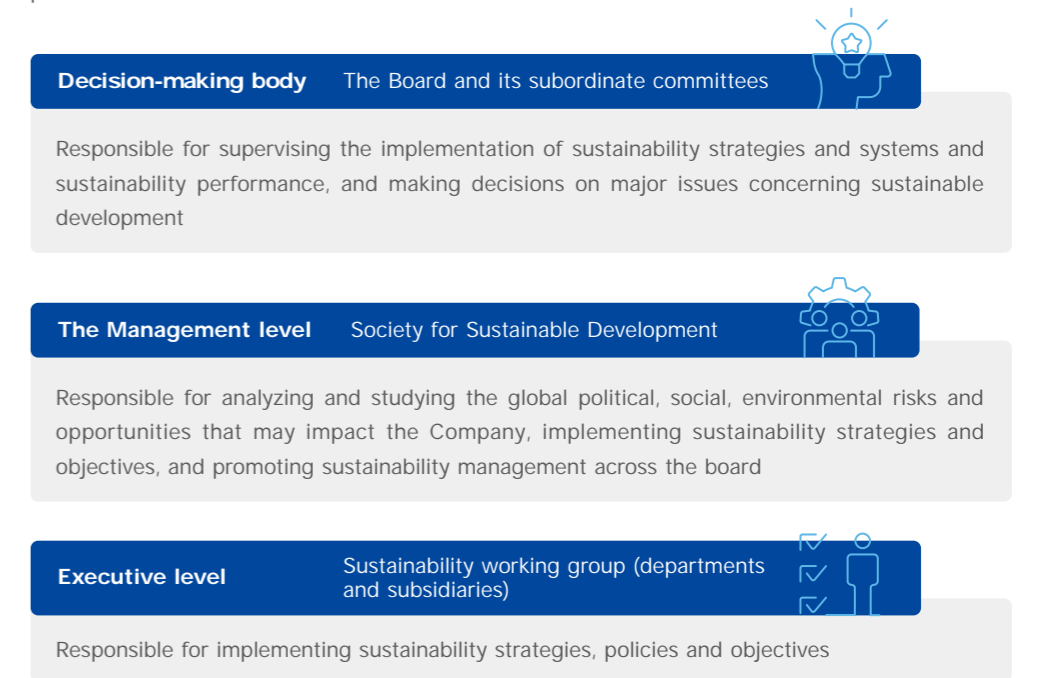 Decision-making body The Board and its subordinate committees
Responsible for supervising the implementation of sustainability strategies and systems and
sustainability performance, and making decisions on major issues concerning sustainable
development
The Management level Society for Sustainable Development
Responsible for analyzing and studying the global political, social, environmental risks and
opportunities that may impact the Company, implementing sustainability strategies and
objectives, and promoting sustainability management across the board
Executive level Sustainability working group (departments
and subsidiaries)
Responsible for implementing sustainability strategies, policies and objectives